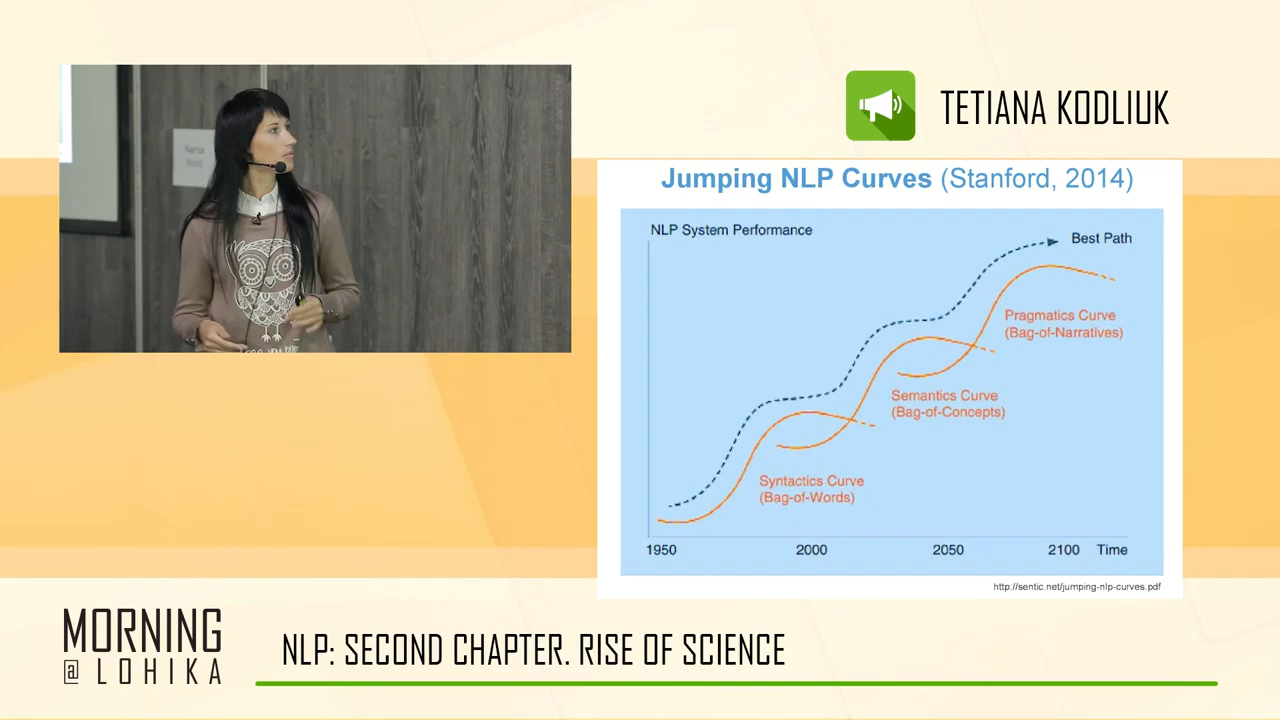 TETIANA KODLIUK
Narnia
World
Jumping NLP Curves (Stanford, 2014)
NLP System Performance
Best Path
Pragmatics Curve
(Bag-of-Narratives)
Semantics Curve
(Bag-of-Concepts)
Syntactics Curve
(Bag-of-Words)
1950
2000
2050
2100
Time
http://sentic.net/jumping-nlp-curves.pdf
MORNING
@ LOHIKA
NLP: SECOND CHAPTER. RISE OF SCIENCE